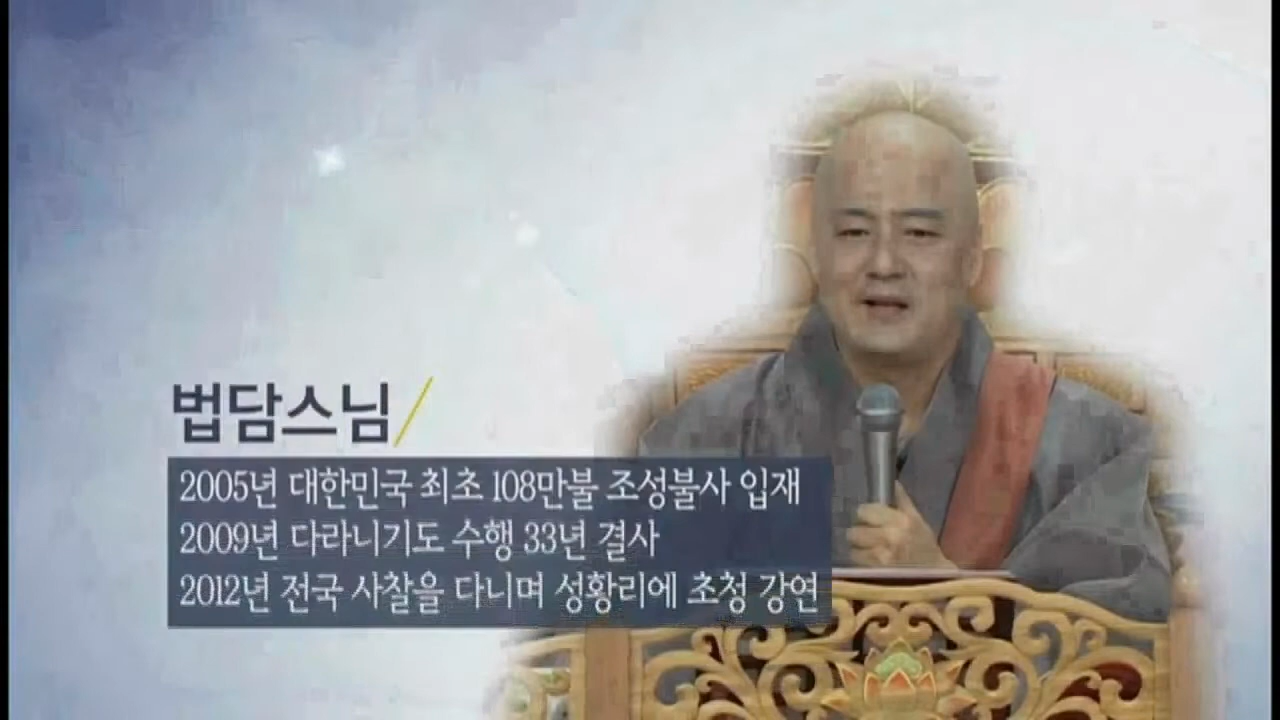 법담스님
2005년 대한민국 최초 108만불 조성불사 입재
2009년 다라니기도 수행 33년 결사
2012년 전국 사찰을 다니며 성황리에 초청 강연